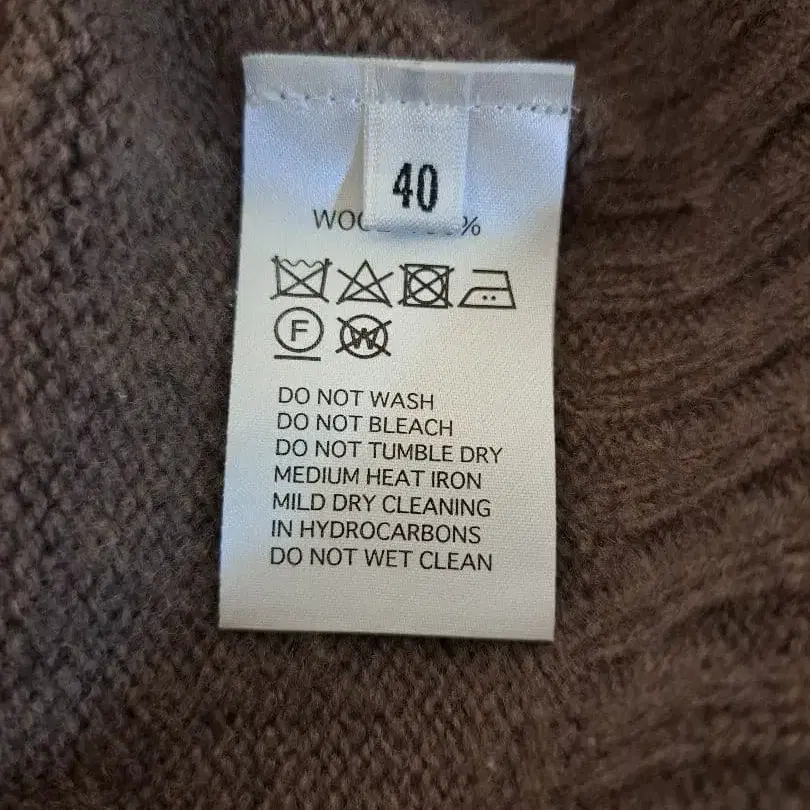 40
%
F
W
DO NOT WASH
DO NOT BLEACH
DO NOT TUMBLE DRY
MEDIUM HEAT IRON
MILD DRY CLEANING
IN HYDROCARBONS
DO NOT WET CLEAN